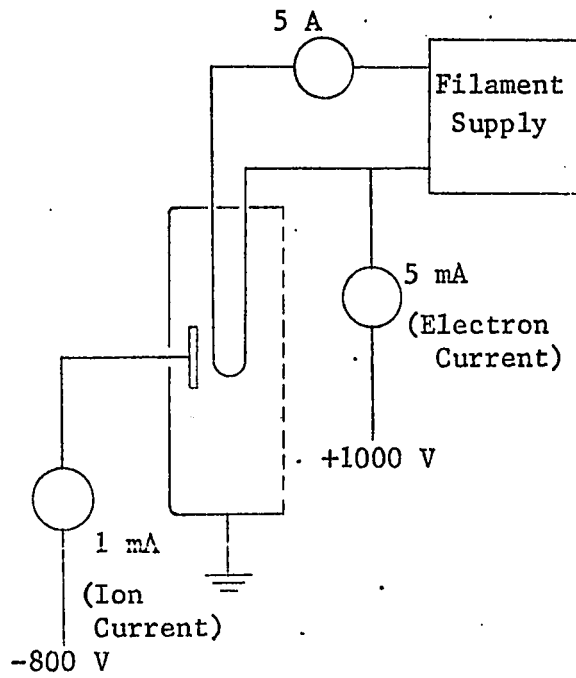 5 A
Filament
Supply
5 mA
(Electron
Current)
+1000 V
1 mA
(Ion
Current)
-800 V